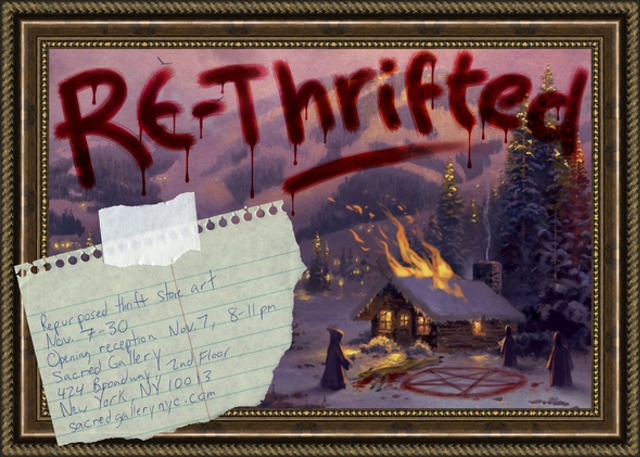 RE-Thrifted
Repurposed thrift store art
Nov. 7-30
Opening reception Nov. 7, 8-11pm
Sacred Gallery
424 Broadway, 2nd Floor
New York, NY 10013
sacredgallerynyc.com